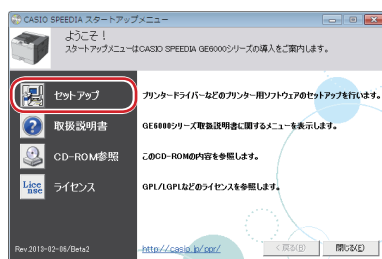 CASIO SPEEDIA スタートアップメニュー
ようこそ！
スタートアップメニューはCASIO SPEEDIA GE6000シリーズの導入をご案内します。
セットアップ
プリンタードライバーなどのプリンター用ソフトウェアのセットアップを行います。
取扱説明書
GE6000シリーズ取扱説明書に関するメニューを表示します。
CD-ROM参照
このCD-ROMの内容を参照します。
Lice
nse
ライセンス
GPL/LGPLなどのライセンスを参照します。
Rev.2013-02-06/Beta2
http://casio.jp/ppr/
< 戻る(B)
閉じる(E)